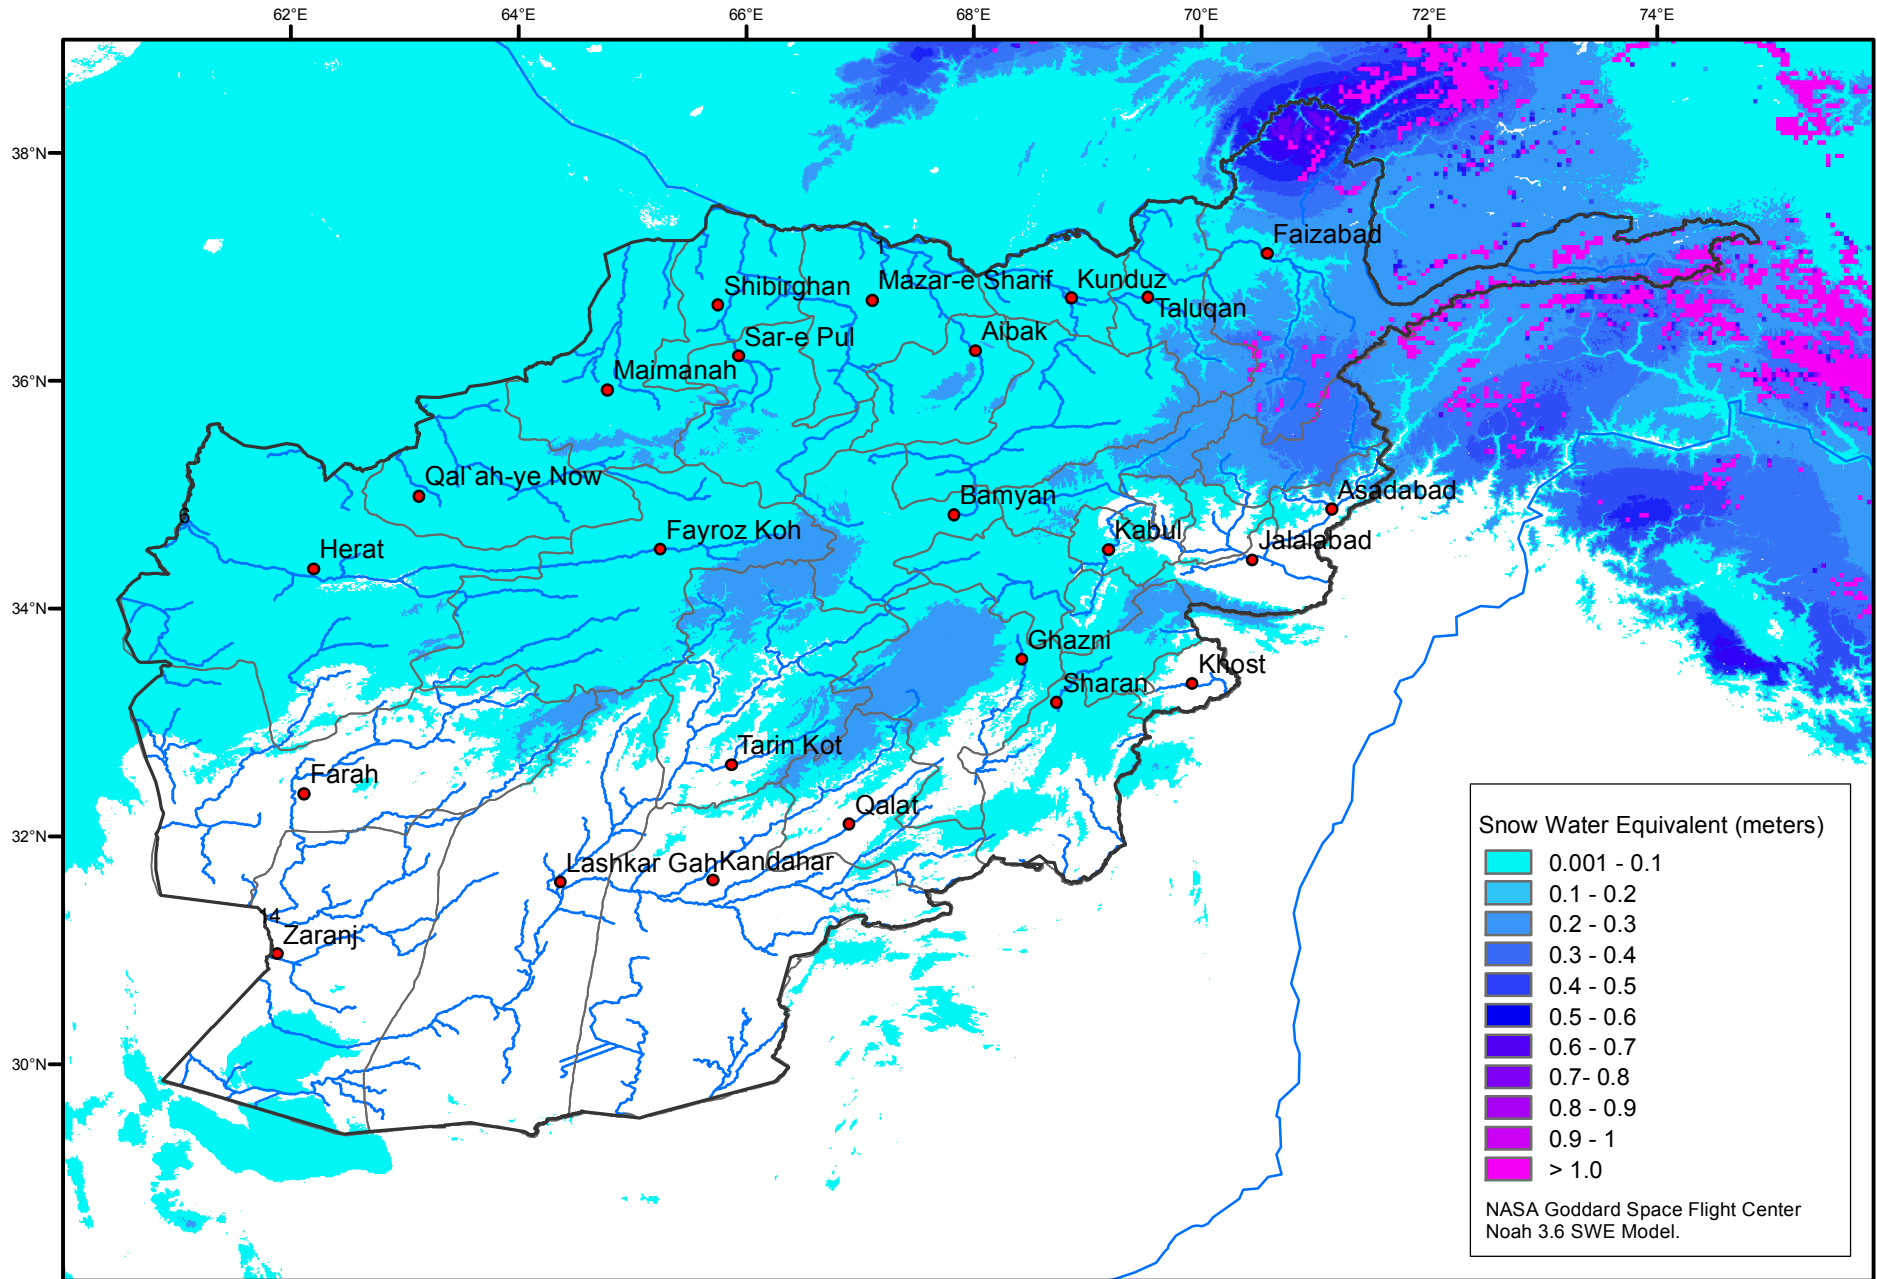 62°E 64°E 66°E 68°E 70°E 72°E 74°E
38°N
Faizabad
1
Shibirghan
Mazar-e Sharif
Kunduz
Taluqan
Sar-e Pul
Aibak
36°N
Maimanah
Qal`ah-ye Now
Bamyan
Asadabad
6
Fayroz Koh
Kabul
Jalalabad
Herat
34°N
Ghazni
Khost
Sharan
Tarin Kot
Farah
Qalat
32°N
Lashkar Gah
Kandahar
14
Zaranj
30°N
Snow Water Equivalent (meters)
0.001 - 0.1
0.1 - 0.2
0.2 - 0.3
0.3 - 0.4
0.4 - 0.5
0.5 - 0.6
0.6 - 0.7
0.7- 0.8
0.8 - 0.9
0.9 - 1
> 1.0
NASA Goddard Space Flight Center
Noah 3.6 SWE Model.